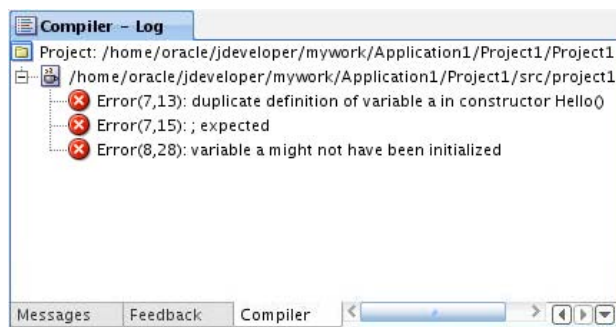 Compiler - Log
Project: /home/oracle/jdeveloper/mywork/Application1/Project1/Project1
/home/oracle/jdeveloper/mywork/Application1/Project1/src/project1
Error(7,13): duplicate definition of variable a in constructor Hello()
Error(7,15): ; expected
Error(8,28): variable a might not have been initialized
Messages Feedback Compiler